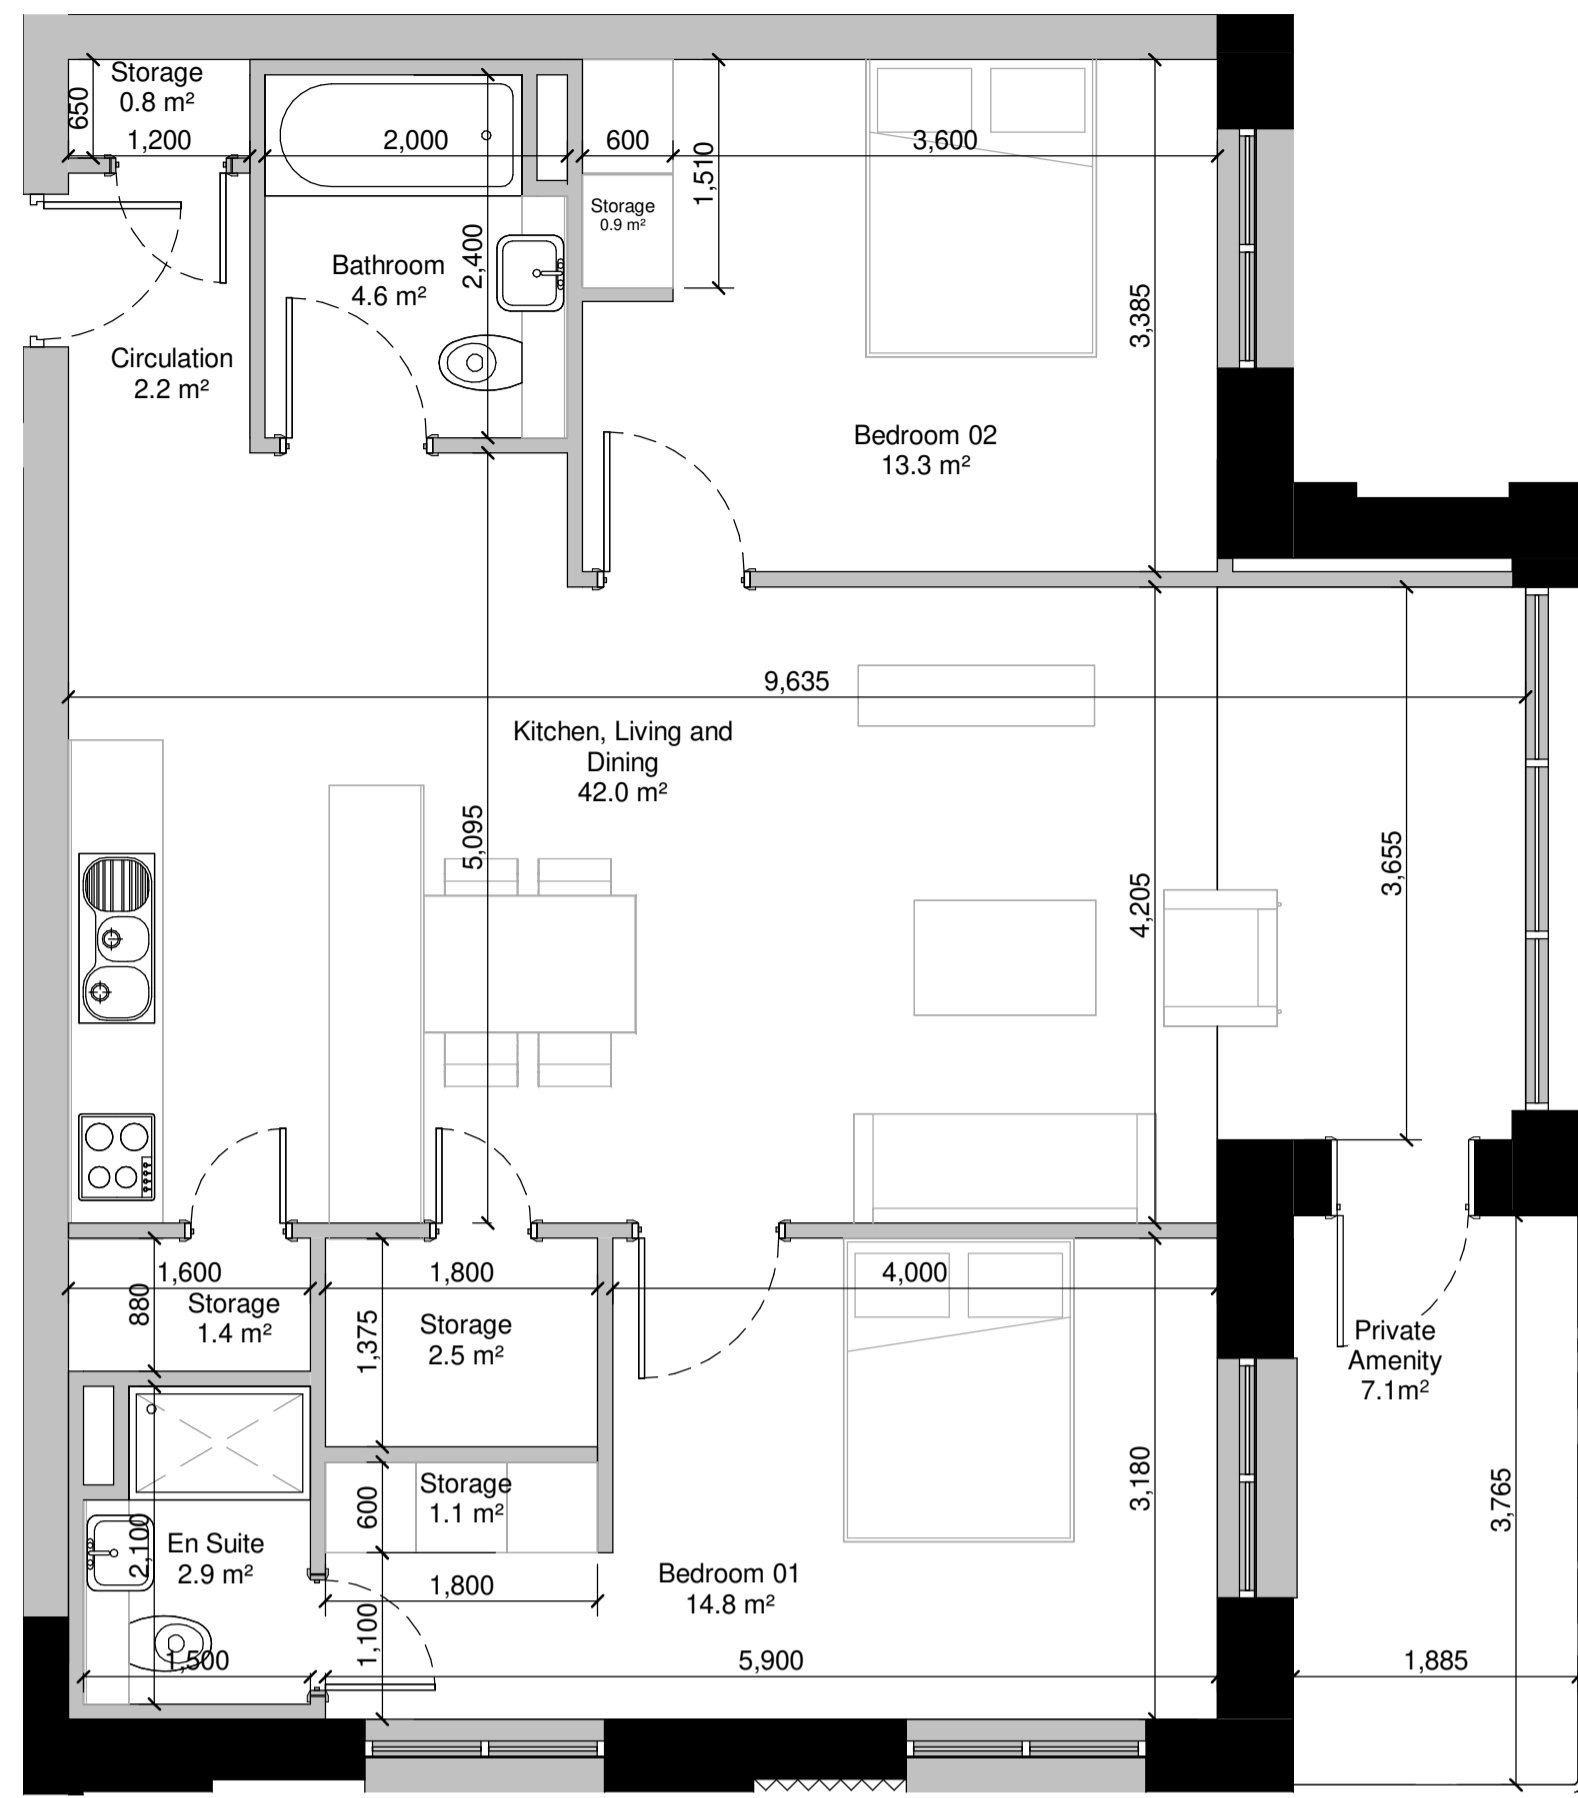 Storage
0.8 m²
650
1,200
2,000
600
3,600
1,510
Storage
0.9 m²
Bathroom
4.6 m²
2,400
3,385
Circulation
2.2 m²
Bedroom 02
13.3 m²
9,635
Kitchen, Living and
Dining
42.0 m²
5,095
4,205
3,655
1,600
1,800
4,000
880
Storage
1.4 m²
1,375
Storage
2.5 m²
Private
Amenity
7.1m²
Storage
1.1 m²
600
3,180
3,765
2,100
En Suite
2.9 m²
1,800
Bedroom 01
14.8 m²
1,100
1,500
5,900
1,885